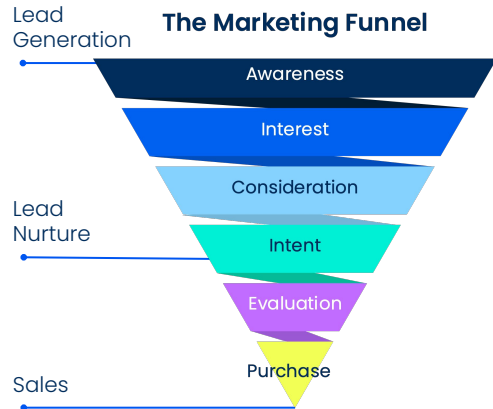 Lead
Generation
The Marketing Funnel
Awareness
Interest
Consideration
Lead
Nurture
Intent
Evaluation
Purchase
Sales